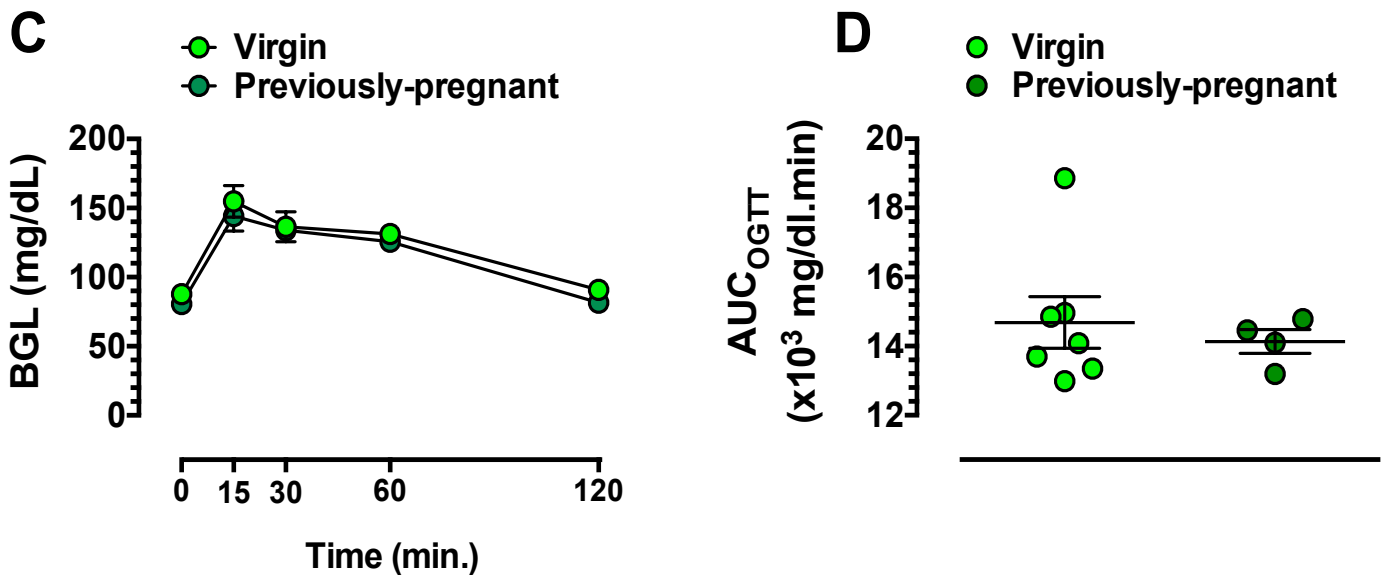 C
Virgin
Previously-pregnant
BGL (mg/dL)
200
150
100
50
0
0 15 30 60 120
Time (min.)
D
Virgin
Previously-pregnant
AUCOGTT
(x10³ mg/dl.min)
20
18
16
14
12